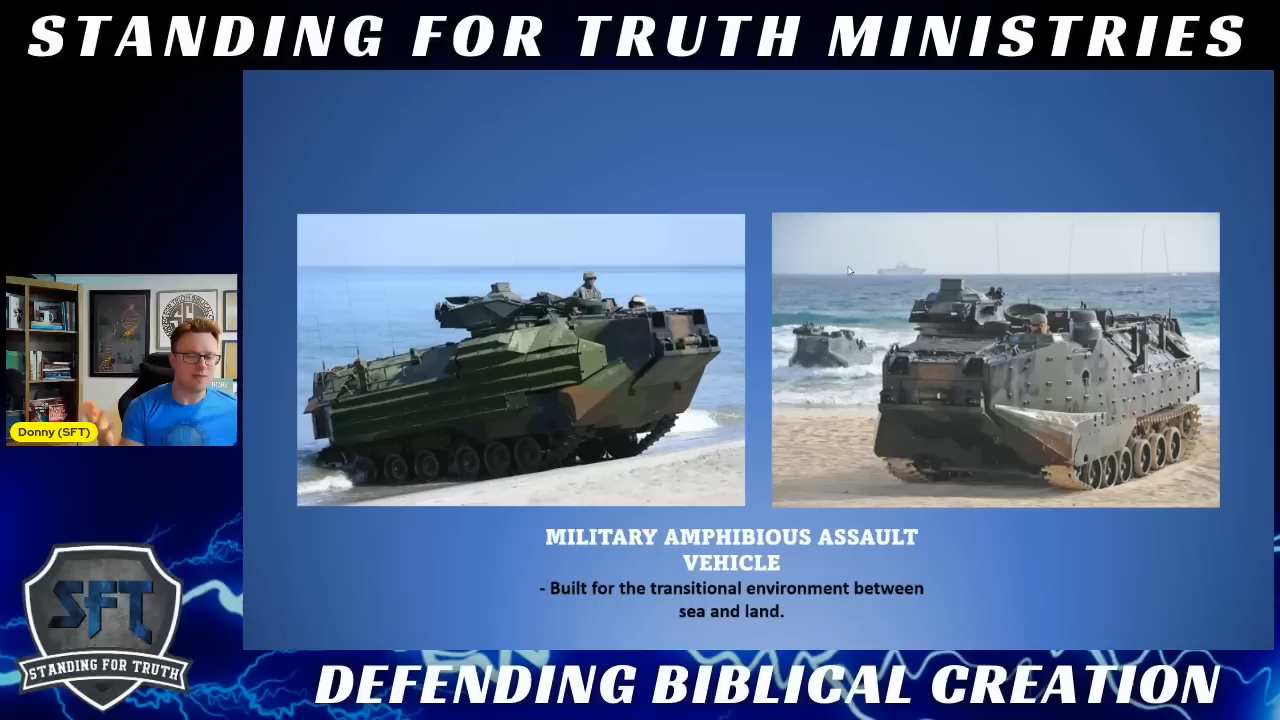 STANDING FOR TRUTH MINISTRIES
Donny (SFT)
MILITARY AMPHIBIOUS ASSAULT
VEHICLE
- Built for the transitional environment between
sea and land.
SFT
STANDING FOR TRUTH
DEFENDING BIBLICAL CREATION